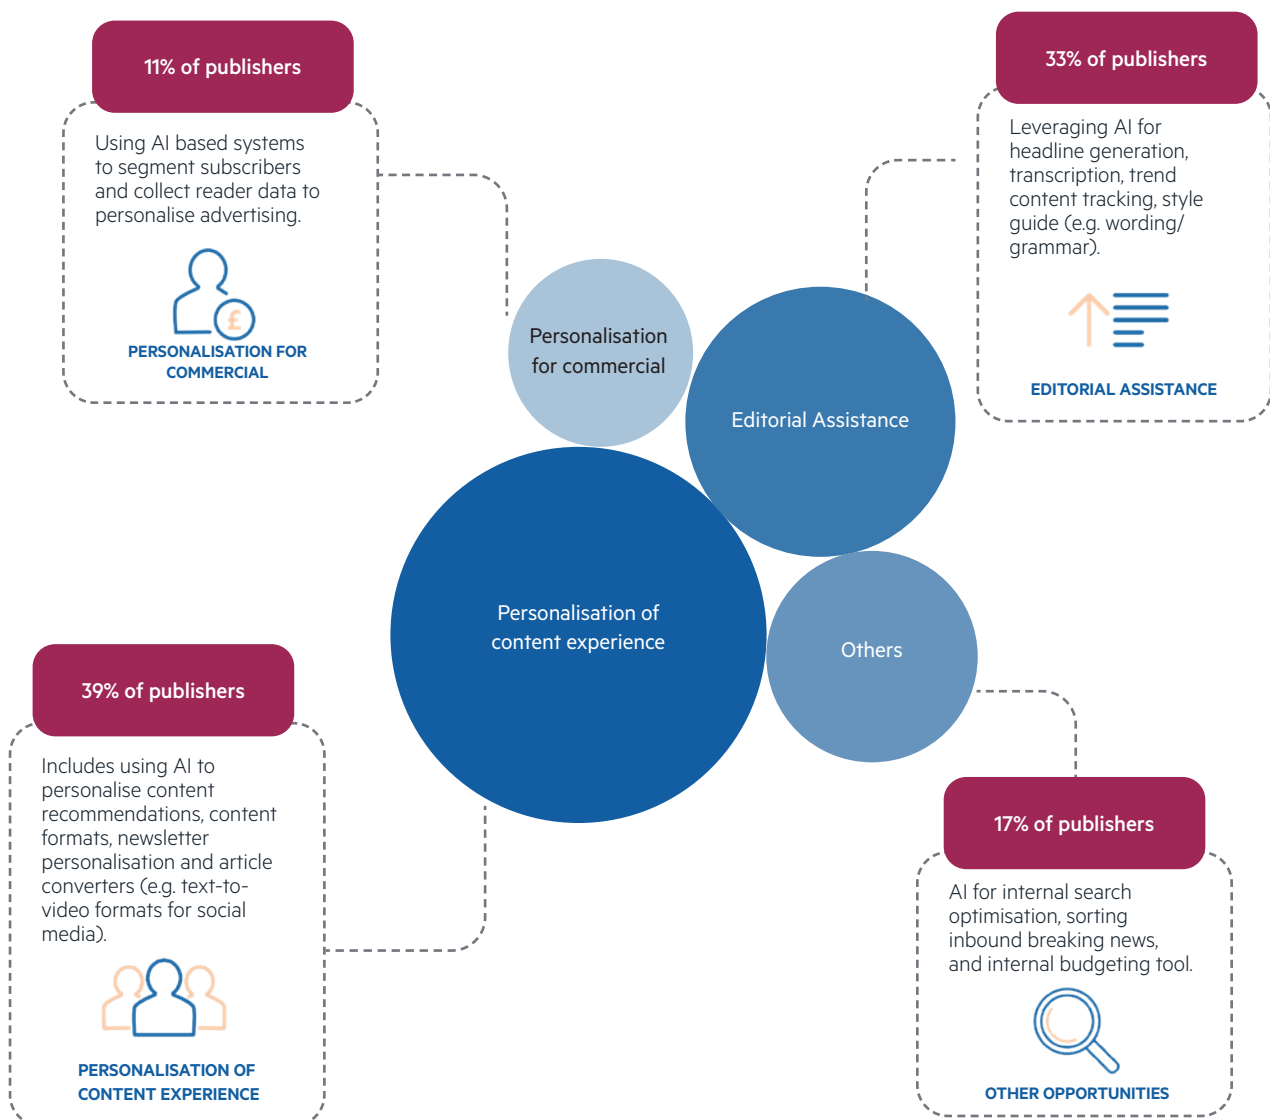 11% of publishers
Using AI based systems
to segment subscribers
and collect reader data to
personalise advertising.
£
PERSONALISATION FOR
COMMERCIAL
33% of publishers
Leveraging AI for
headline generation,
transcription, trend
content tracking, style
guide (e.g. wording/
grammar).
EDITORIAL ASSISTANCE
Personalisation
for commercial
Editorial Assistance
Personalisation of
content experience
Others
39% of publishers
Includes using AI to
personalise content
recommendations, content
formats, newsletter
personalisation and article
converters (e.g. text-to-
video formats for social
media).
PERSONALISATION OF
CONTENT EXPERIENCE
17% of publishers
AI for internal search
optimisation, sorting
inbound breaking news,
and internal budgeting tool.
OTHER OPPORTUNITIES